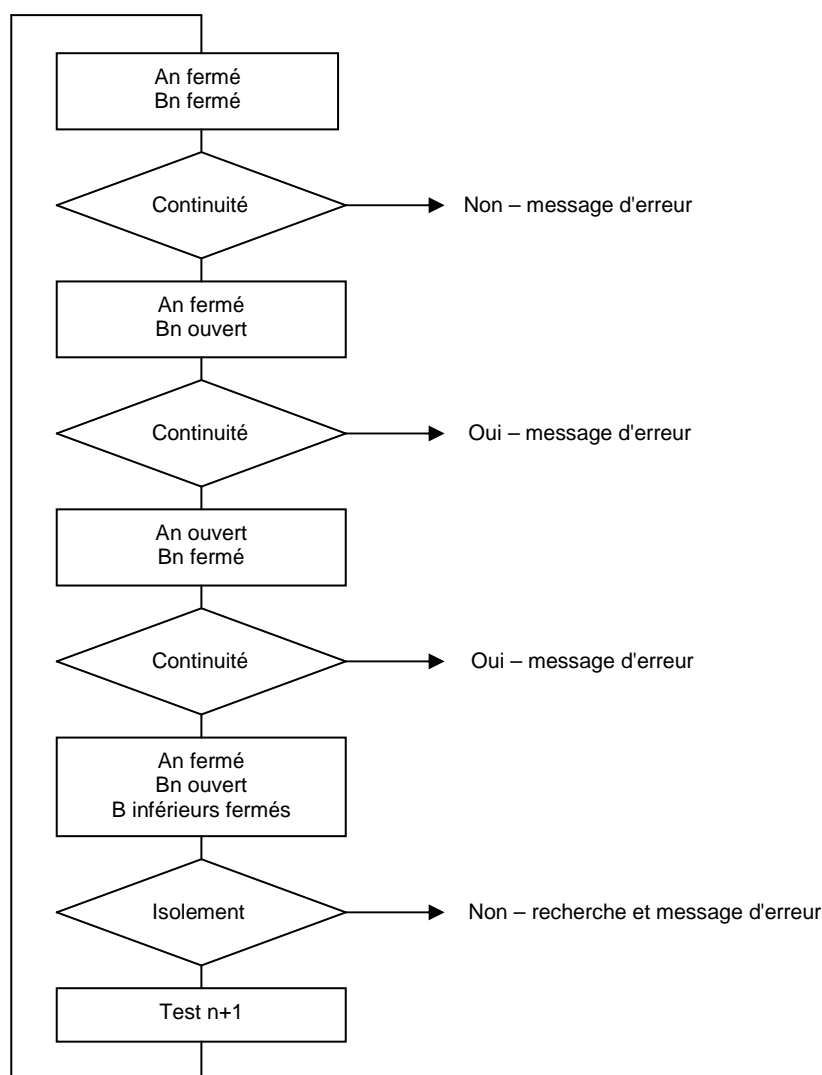 An fermé
Bn fermé
Continuité
Non – message d'erreur
An fermé
Bn ouvert
Continuité
Oui – message d'erreur
An ouvert
Bn fermé
Continuité
Oui – message d'erreur
An fermé
Bn ouvert
B inférieurs fermés
Isolement
Non – recherche et message d'erreur
Test n+1